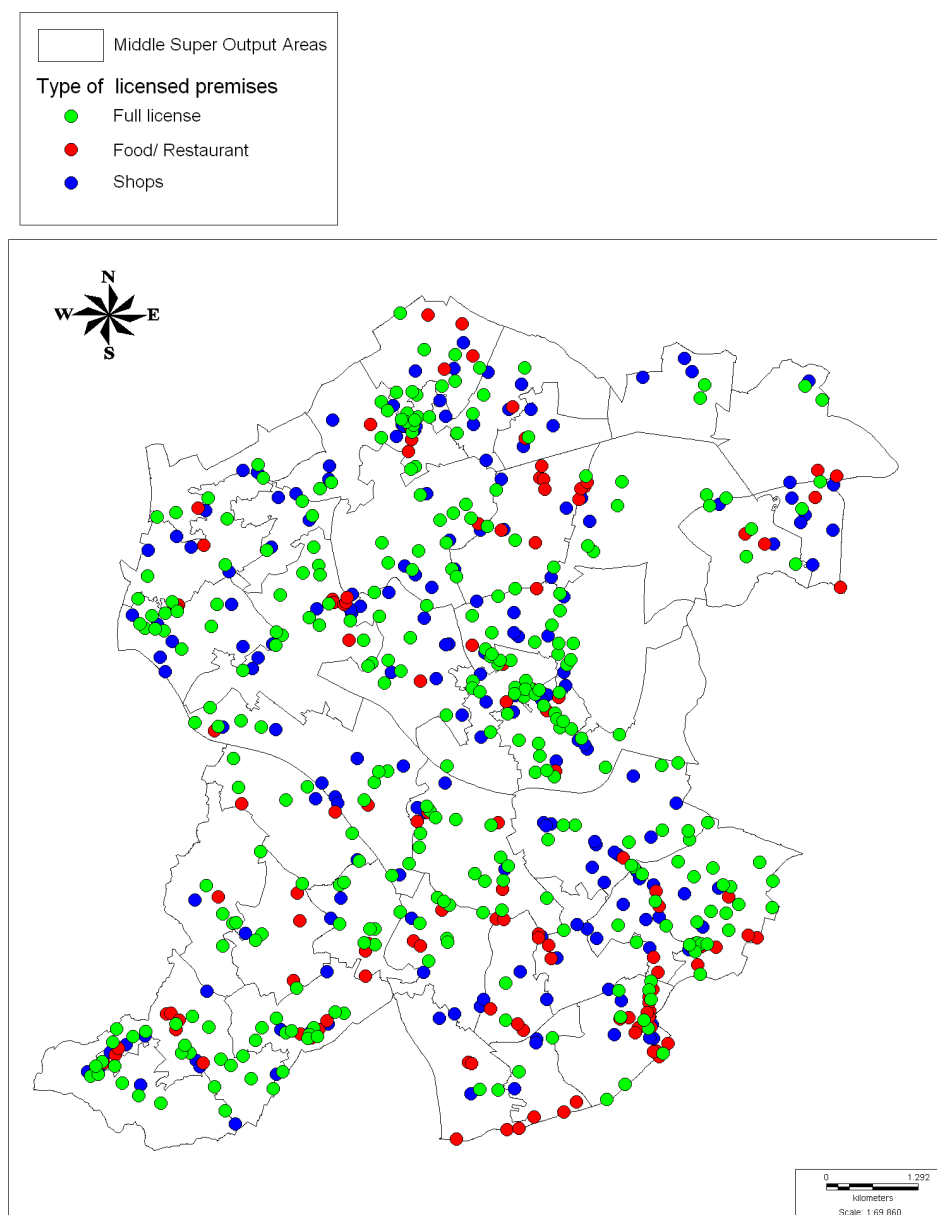 Middle Super Output Areas
Type of licensed premises
Full license
Food/ Restaurant
Shops
N
W E
S
0 1.292
kilometers
Scale: 1:69,860